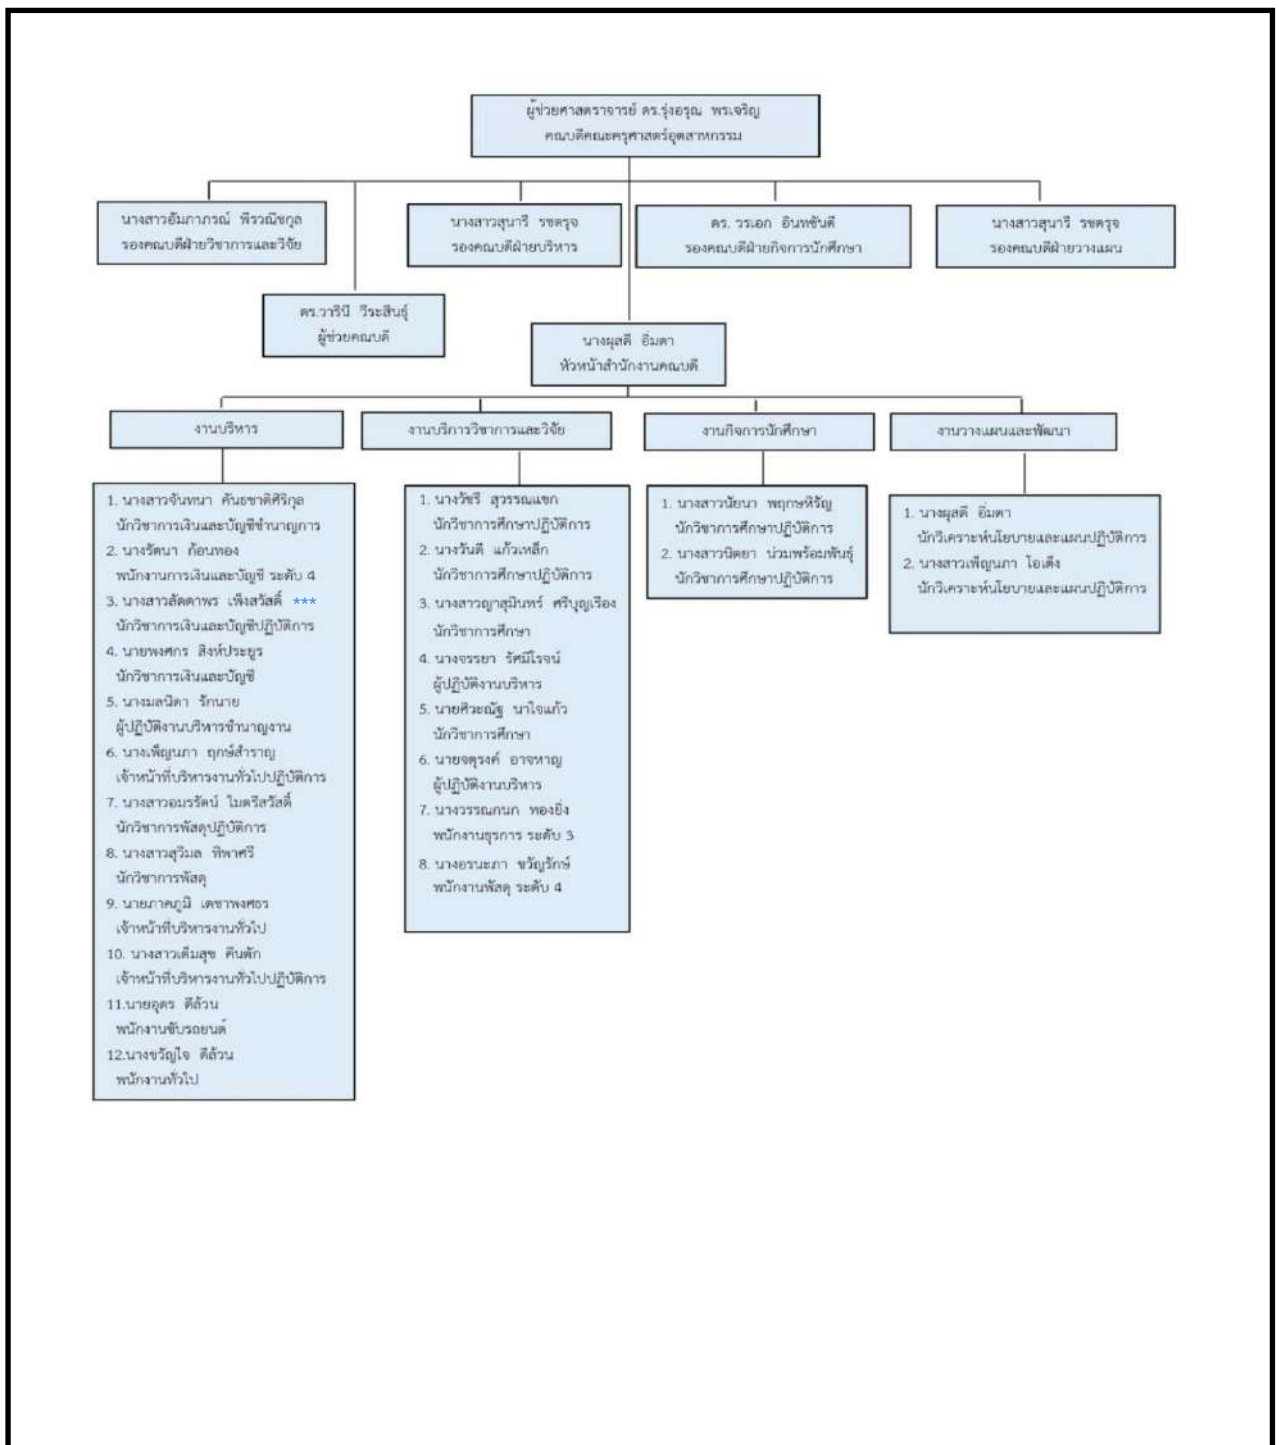 ผู้ช่วยศาสตราจารย์ ดร.รุ่งอรุณ พรเจริญ
คณบดีคณะครุศาสตร์อุตสาหกรรม
นางสาวอัมภาภรณ์ พีรวณิชกุล
รองคณบดีฝ่ายวิชาการและวิจัย
นางสาวสุนารี รชตรุจ
รองคณบดีฝ่ายบริหาร
ดร. วรเอก อินทขันตี
รองคณบดีฝ่ายกิจการนักศึกษา
นางสาวสุนารี รชตรุจ
รองคณบดีฝ่ายวางแผน
ดร.วารินี วีระสินธุ์
ผู้ช่วยคณบดี
นางผุสดี อิ่มตา
หัวหน้าสำนักงานคณบดี
งานบริหาร
1. นางสาวจันทนา คันธชาติศิริกุล
นักวิชาการเงินและบัญชีชำนาญการ
2. นางรัตนา ก้อนทอง
พนักงานการเงินและบัญชี ระดับ 4
3. นางสาวลัดดาพร เพ็งสวัสดิ์ ***
นักวิชาการเงินและบัญชีปฏิบัติการ
4. นายพงศกร สิงห์ประยูร
นักวิชาการเงินและบัญชี
5. นางมลนิดา รักนาย
ผู้ปฏิบัติงานบริหารชำนาญงาน
6. นางเพ็ญนภา ฤกษ์สำราญ
เจ้าหน้าที่บริหารงานทั่วไปปฏิบัติการ
7. นางสาวอมรรัตน์ ไมตรีสวัสดิ์
นักวิชาการพัสดุปฏิบัติการ
8. นางสาวสุวิมล ทิพาศรี
นักวิชาการพัสดุ
9. นายภาคภูมิ เดชาพงศธร
เจ้าหน้าที่บริหารงานทั่วไป
10. นางสาวเต็มสุข คืนตัก
เจ้าหน้าที่บริหารงานทั่วไปปฏิบัติการ
11.นายอุดร ดีล้วน
พนักงานขับรถยนต์
12.นางขวัญใจ ดีล้วน
พนักงานทั่วไป
งานบริการวิชาการและวิจัย
1. นางวัชรี สุวรรณแขก
นักวิชาการศึกษาปฏิบัติการ
2. นางวันดี แก้วเหล็ก
นักวิชาการศึกษาปฏิบัติการ
3. นางสาวญาสุมินทร์ ศรีบุญเรือง
นักวิชาการศึกษา
4. นางจรรยา รัศมีโรจน์
ผู้ปฏิบัติงานบริหาร
5. นายศิวะณัฐ นาใจแก้ว
นักวิชาการศึกษา
6. นายจตุรงค์ อาจหาญ
ผู้ปฏิบัติงานบริหาร
7. นางวรรณกนก ทองยิ่ง
พนักงานธุรการ ระดับ 3
8. นางอรนะภา ขวัญรักษ์
พนักงานพัสดุ ระดับ 4
งานกิจการนักศึกษา
1. นางสาวนัยนา พฤกษหิรัญ
นักวิชาการศึกษาปฏิบัติการ
2. นางสาวนิตยา น่วมพร้อมพันธุ์
นักวิชาการศึกษาปฏิบัติการ
งานวางแผนและพัฒนา
1. นางผุสดี อิ่มตา
นักวิเคราะห์นโยบายและแผนปฏิบัติการ
2. นางสาวเพ็ญนภา โอเต็ง
นักวิเคราะห์นโยบายและแผนปฏิบัติการ